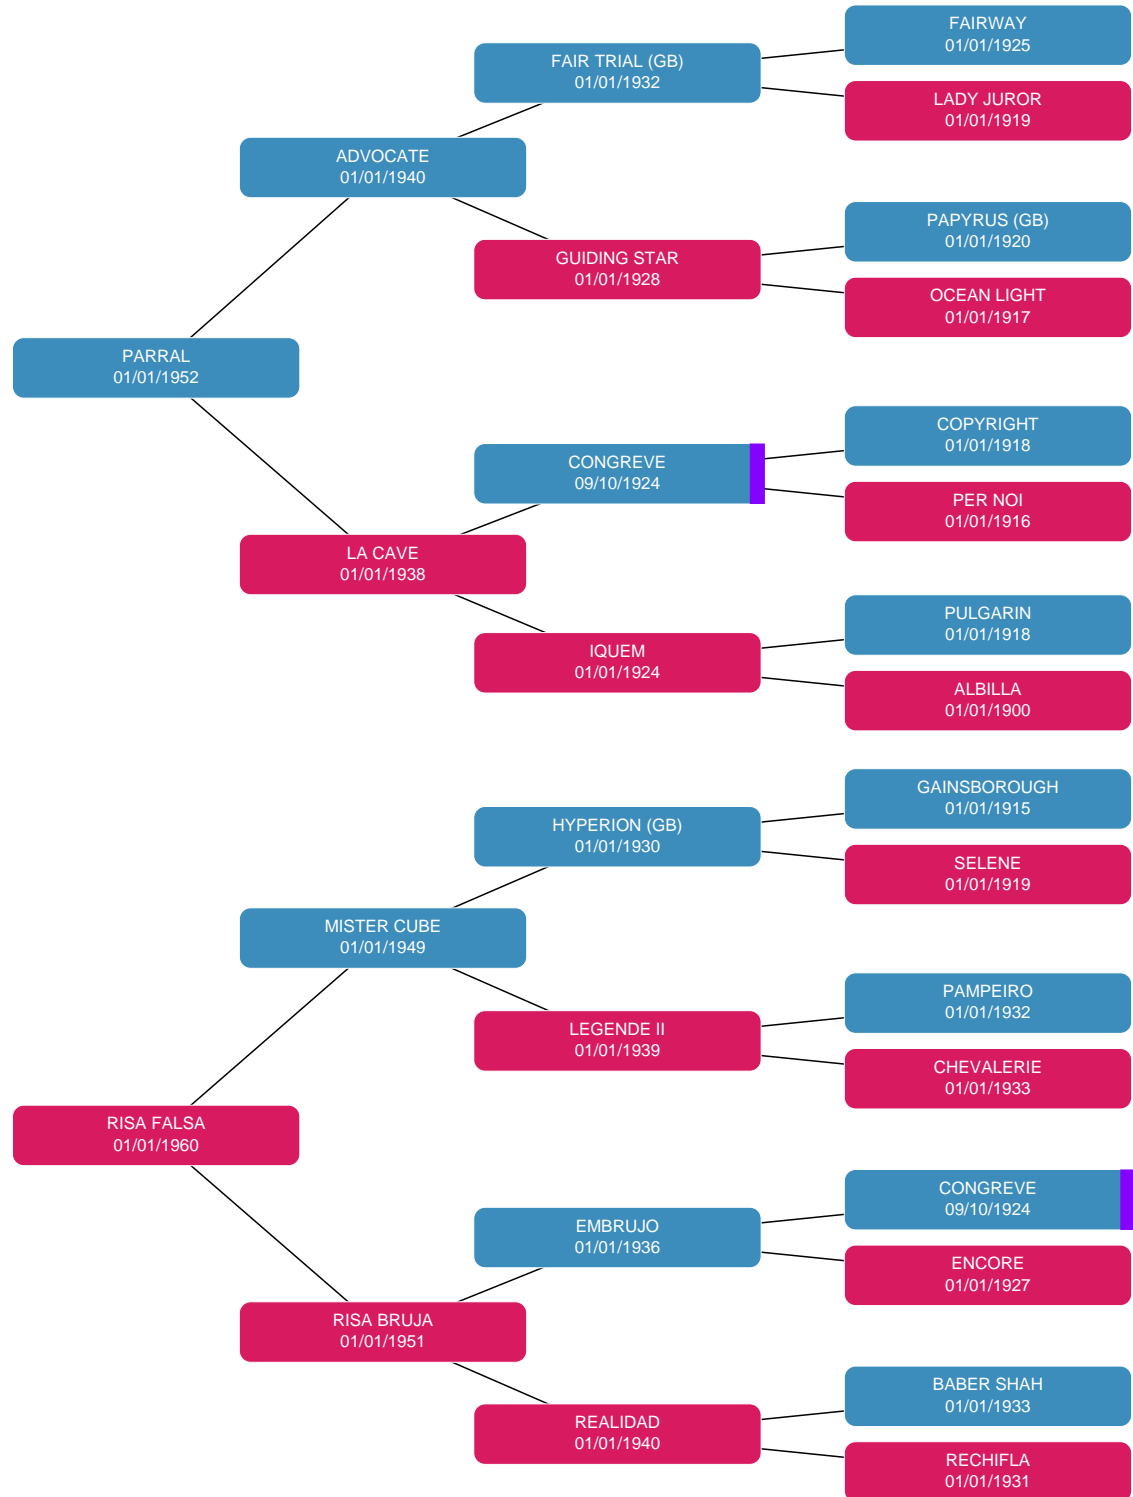 FAIRWAY
01/01/1925
FAIR TRIAL (GB)
01/01/1932
LADY JUROR
01/01/1919
ADVOCATE
01/01/1940
PAPYRUS (GB)
01/01/1920
GUIDING STAR
01/01/1928
OCEAN LIGHT
01/01/1917
PARRAL
01/01/1952
COPYRIGHT
01/01/1918
CONGREVE
09/10/1924
PER NOI
01/01/1916
LA CAVE
01/01/1938
PULGARIN
01/01/1918
IQUEM
01/01/1924
ALBILLA
01/01/1900
GAINSBOROUGH
01/01/1915
HYPERION (GB)
01/01/1930
SELENE
01/01/1919
MISTER CUBE
01/01/1949
PAMPEIRO
01/01/1932
LEGENDE II
01/01/1939
CHEVALERIE
01/01/1933
RISA FALSA
01/01/1960
CONGREVE
09/10/1924
EMBRUJO
01/01/1936
ENCORE
01/01/1927
RISA BRUJA
01/01/1951
BABER SHAH
01/01/1933
REALIDAD
01/01/1940
RECHIFLA
01/01/1931